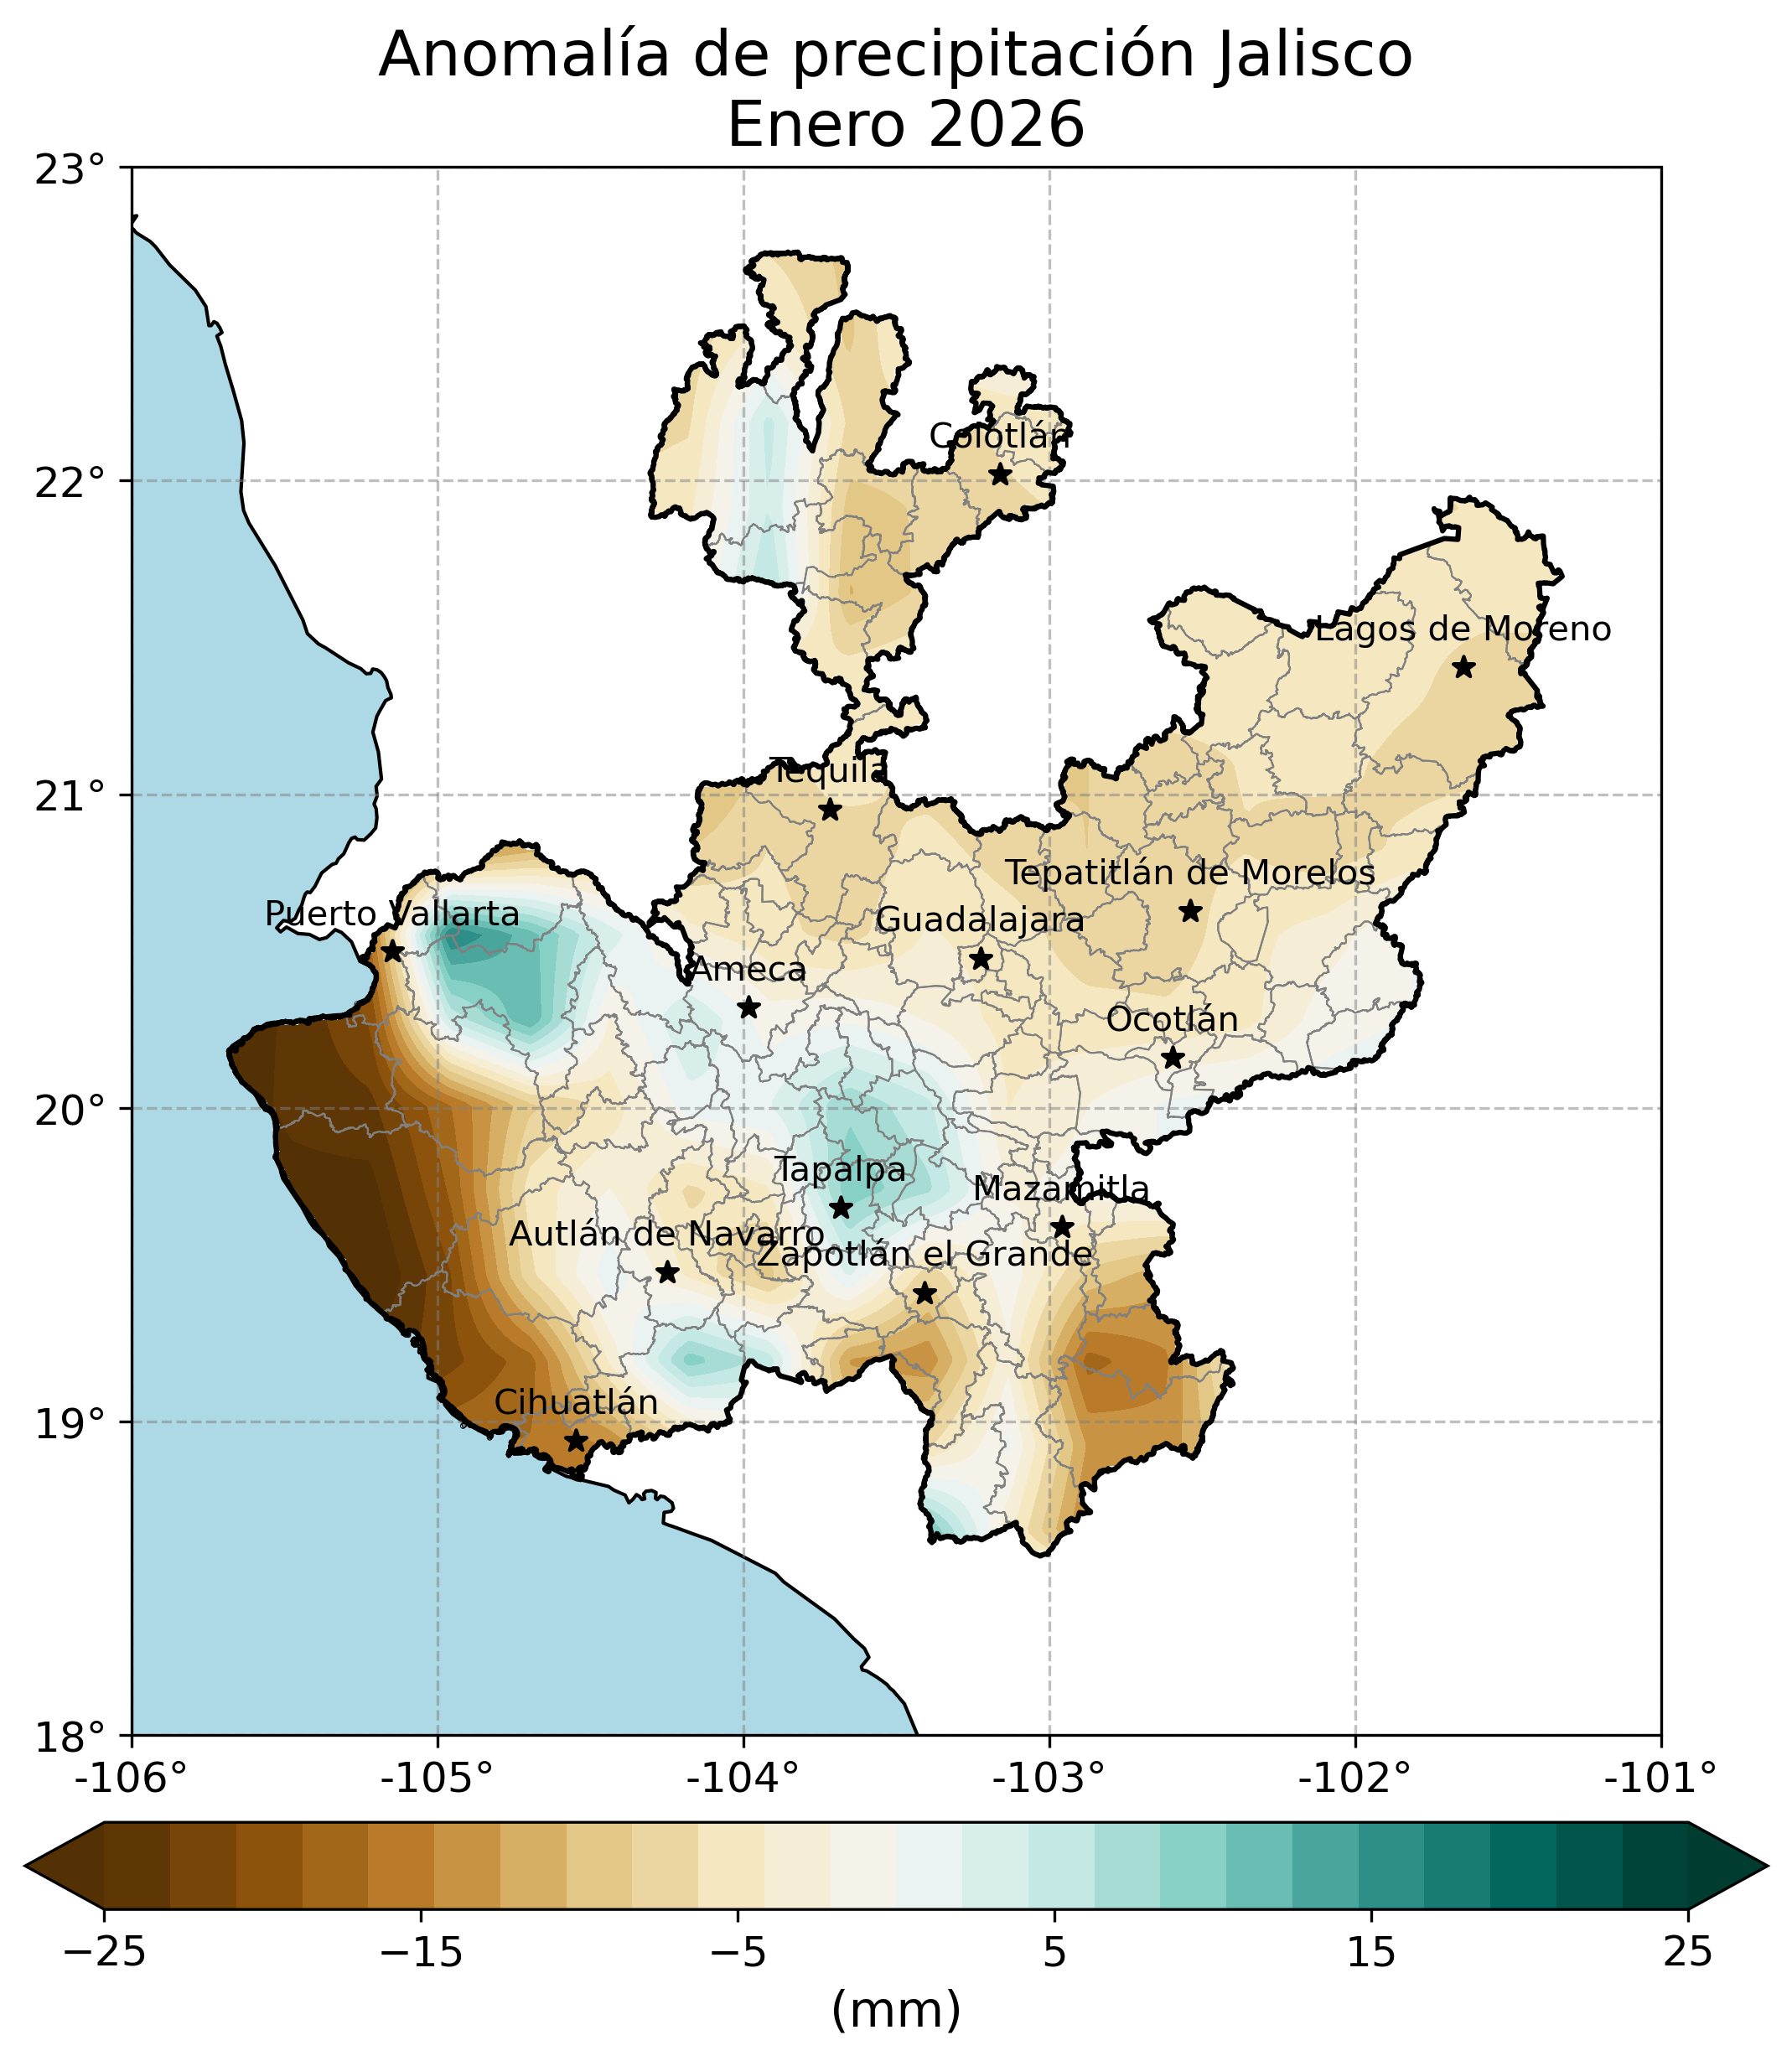 Anomalía de precipitación Jalisco
Enero 2026
23°
22°
21°
20°
19°
18°
Colotlán
Lagos de Moreno
Tequila
Tepatitlán de Morelos
Puerto Vallarta
Guadalajara
Ameca
Ocotlán
Tapalpa
Mazamitla
Autlán de Navarro
Zapotlán el Grande
Cihuatlán
-106°
-105°
-104°
-103°
-102°
-101°
−25
−15
−5
5
15
25
(mm)